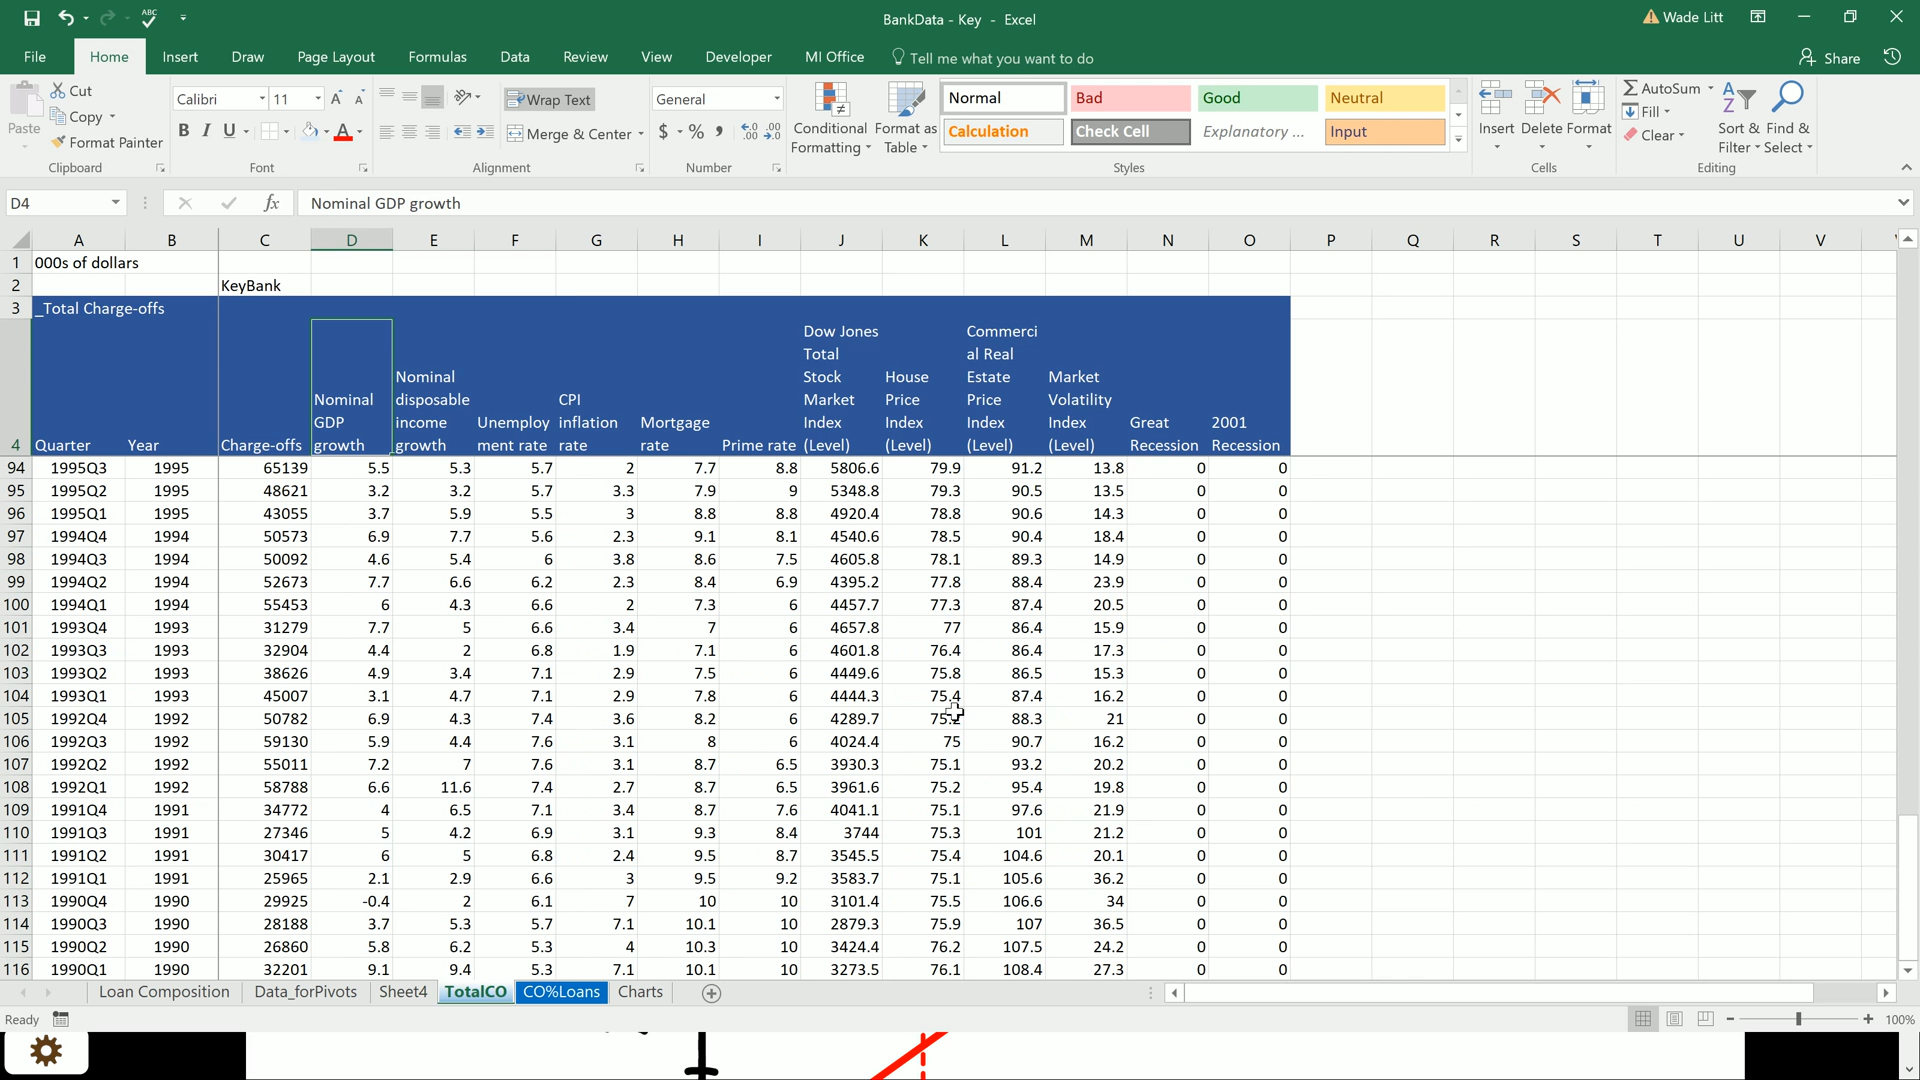 BankData - Key - Excel
Wade Litt
File Home Insert Draw Page Layout Formulas Data Review View Developer MI Office Tell me what you want to do Share
Paste
Cut
Copy
Format Painter
Clipboard
Calibri 11
B I U
Font
Wrap Text
Merge & Center
Alignment
General
$ % ,
Number
Conditional Formatting
Format as Table
Normal Bad Good Neutral
Calculation Check Cell Explanatory ... Input
Styles
Insert Delete Format
Cells
AutoSum
Fill
Clear
Sort & Filter
Find & Select
Editing
D4 fx Nominal GDP growth
A B C D E F G H I J K L M N O P Q R S T U V
1 000s of dollars
2 KeyBank
3 _Total Charge-offs
4 Quarter Year Charge-offs Nominal GDP growth Nominal disposable income growth Unemploy ment rate CPI inflation rate Mortgage rate Prime rate Dow Jones Total Stock Market Index (Level) House Price Index (Level) Commerci al Real Estate Price Index (Level) Market Volatility Index (Level) Great Recession 2001 Recession
94 1995Q3 1995 65139 5.5 5.3 5.7 2 7.7 8.8 5806.6 79.9 91.2 13.8 0 0
95 1995Q2 1995 48621 3.2 3.2 5.7 3.3 7.9 9 5348.8 79.3 90.5 13.5 0 0
96 1995Q1 1995 43055 3.7 5.9 5.5 3 8.8 8.8 4920.4 78.8 90.6 14.3 0 0
97 1994Q4 1994 50573 6.9 7.7 5.6 2.3 9.1 8.1 4540.6 78.5 90.4 18.4 0 0
98 1994Q3 1994 50092 4.6 5.4 6 3.8 8.6 7.5 4605.8 78.1 89.3 14.9 0 0
99 1994Q2 1994 52673 7.7 6.6 6.2 2.3 8.4 6.9 4395.2 77.8 88.4 23.9 0 0
100 1994Q1 1994 55453 6 4.3 6.6 2 7.3 6 4457.7 77.3 87.4 20.5 0 0
101 1993Q4 1993 31279 7.7 5 6.6 3.4 7 6 4657.8 77 86.4 15.9 0 0
102 1993Q3 1993 32904 4.4 2 6.8 1.9 7.1 6 4601.8 76.4 86.4 17.3 0 0
103 1993Q2 1993 38626 4.9 3.4 7.1 2.9 7.5 6 4449.6 75.8 86.5 15.3 0 0
104 1993Q1 1993 45007 3.1 4.7 7.1 2.9 7.8 6 4444.3 75.4 87.4 16.2 0 0
105 1992Q4 1992 50782 6.9 4.3 7.4 3.6 8.2 6 4289.7 75.2 88.3 21 0 0
106 1992Q3 1992 59130 5.9 4.4 7.6 3.1 8 6 4024.4 75 90.7 16.2 0 0
107 1992Q2 1992 55011 7.2 7 7.6 3.1 8.7 6.5 3930.3 75.1 93.2 20.2 0 0
108 1992Q1 1992 58788 6.6 11.6 7.4 2.7 8.7 6.5 3961.6 75.2 95.4 19.8 0 0
109 1991Q4 1991 34772 4 6.5 7.1 3.4 8.7 7.6 4041.1 75.1 97.6 21.9 0 0
110 1991Q3 1991 27346 5 4.2 6.9 3.1 9.3 8.4 3744 75.3 101 21.2 0 0
111 1991Q2 1991 30417 6 5 6.8 2.4 9.5 8.7 3545.5 75.4 104.6 20.1 0 0
112 1991Q1 1991 25965 2.1 2.9 6.6 3 9.5 9.2 3583.7 75.1 105.6 36.2 0 0
113 1990Q4 1990 29925 -0.4 2 6.1 7 10 10 3101.4 75.5 106.6 34 0 0
114 1990Q3 1990 28188 3.7 5.3 5.7 7.1 10.1 10 2879.3 75.9 107 36.5 0 0
115 1990Q2 1990 26860 5.8 6.2 5.3 4 10.3 10 3424.4 76.2 107.5 24.2 0 0
116 1990Q1 1990 32201 9.1 9.4 5.3 7.1 10.1 10 3273.5 76.1 108.4 27.3 0 0
Loan Composition Data_forPivots Sheet4 TotalCO CO%Loans Charts
Ready 100%